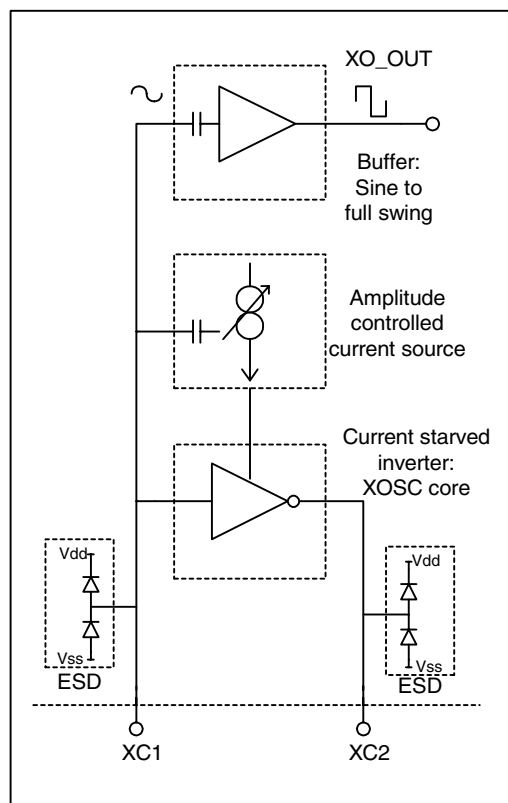 XO_OUT
Buffer:
Sine to
full swing
Amplitude
controlled
current source
Current starved
inverter:
XOSC core
Vdd
Vss
ESD
Vdd
Vss
ESD
XC1
XC2